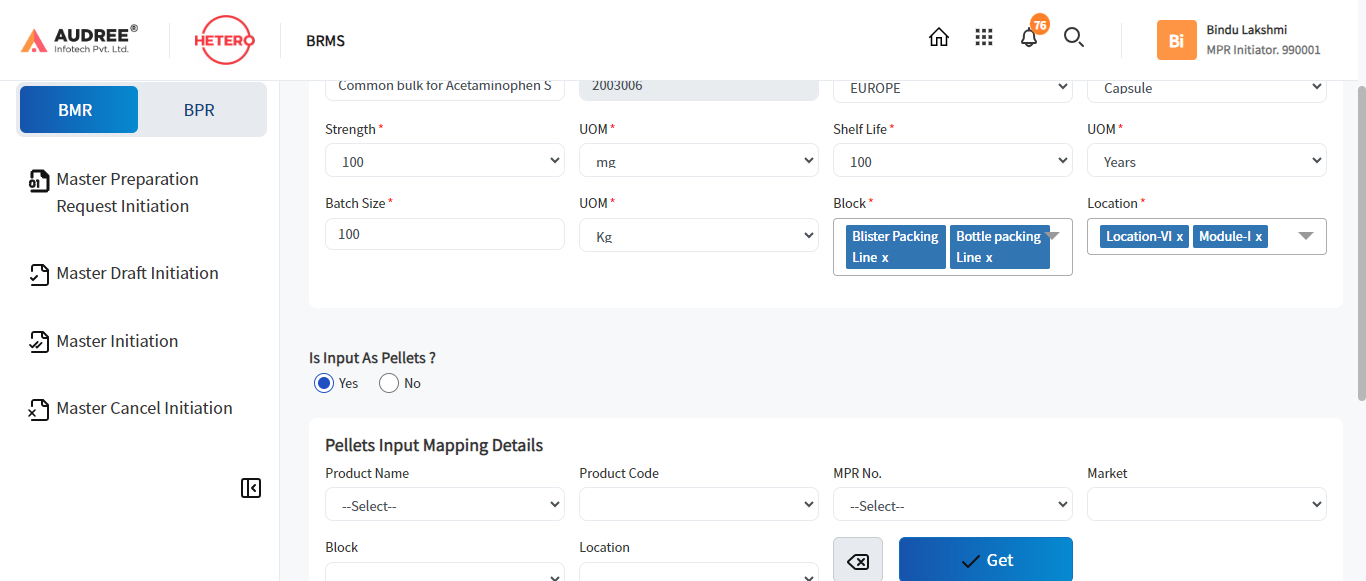 AUDREE®
Infotech Pvt. Ltd.
HETERO
BRMS
76
Bi
Bindu Lakshmi
MPR Initiator. 990001
BMR
BPR
Master Preparation
Request Initiation
Master Draft Initiation
Master Initiation
Master Cancel Initiation
Common bulk for Acetaminophen S
2003006
EUROPE
Capsule
Strength *
UOM *
Shelf Life *
UOM *
100
mg
100
Years
Batch Size *
UOM *
Block *
Location *
100
Kg
Blister Packing
Line x
Bottle packing
Line x
Location-VI x
Module-I x
Is Input As Pellets ?
Yes
No
Pellets Input Mapping Details
Product Name
Product Code
MPR No.
Market
--Select--
--Select--
Block
Location
Get